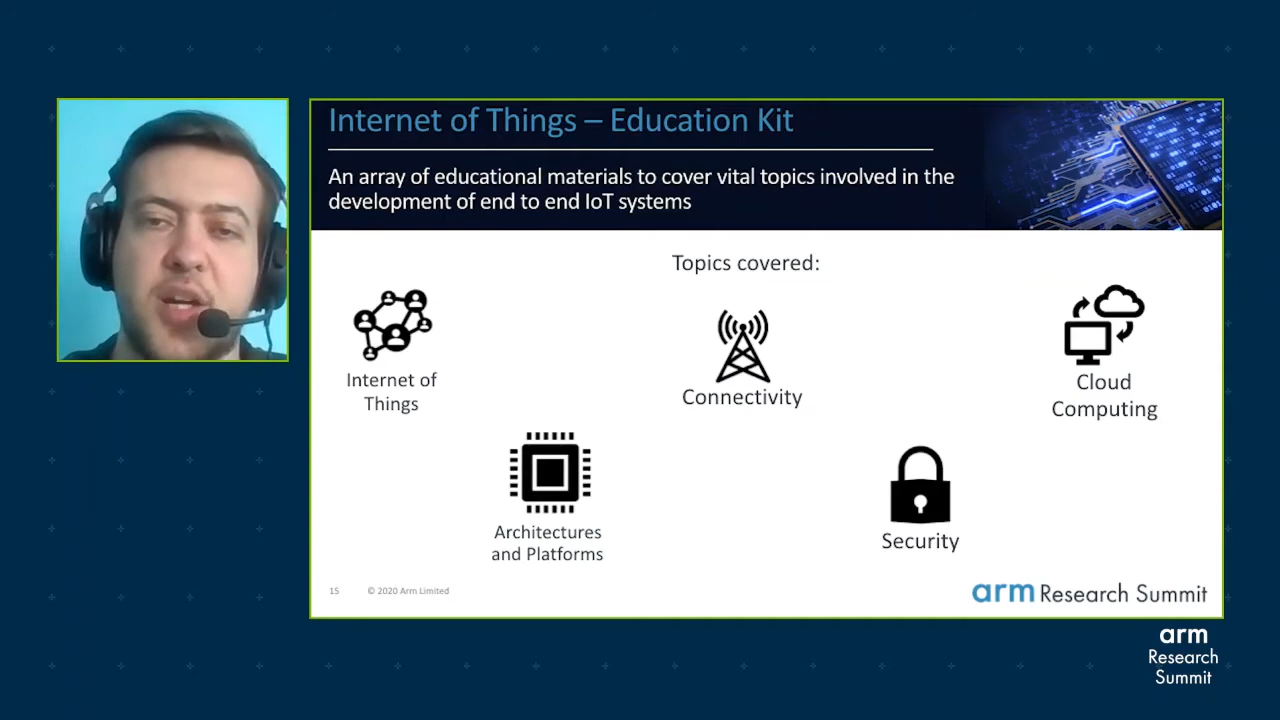 Internet of Things – Education Kit
An array of educational materials to cover vital topics involved in the
development of end to end IoT systems
Topics covered:
Internet of
Things
Connectivity
Cloud
Computing
Architectures
and Platforms
Security
15 © 2020 Arm Limited
arm Research Summit
arm
Research
Summit